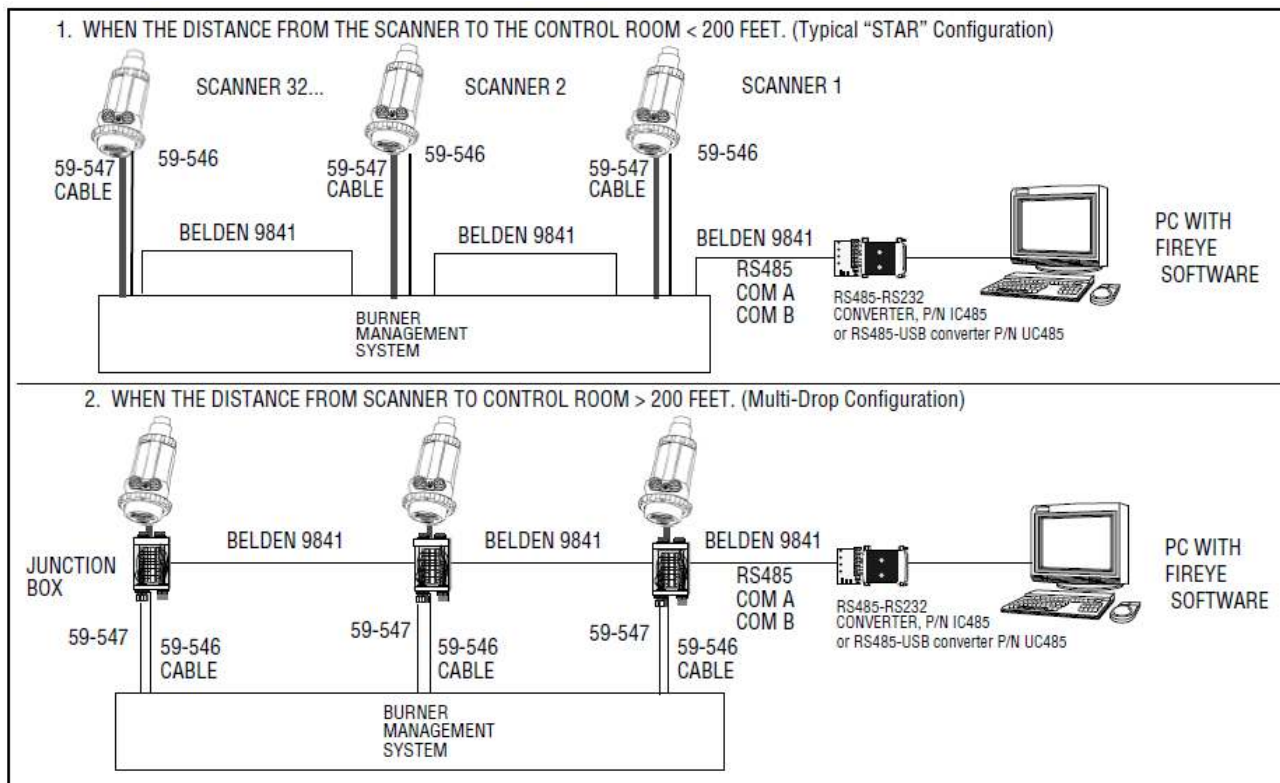 1. WHEN THE DISTANCE FROM THE SCANNER TO THE CONTROL ROOM < 200 FEET. (Typical “STAR” Configuration)
SCANNER 32...
SCANNER 2
SCANNER 1
59-547
CABLE
59-546
59-547
CABLE
59-546
59-547
CABLE
59-546
BELDEN 9841
BELDEN 9841
BELDEN 9841
RS485
COM A
COM B
RS485-RS232
CONVERTER, P/N IC485
or RS485-USB converter P/N UC485
PC WITH
FIREYE
SOFTWARE
BURNER
MANAGEMENT
SYSTEM
2. WHEN THE DISTANCE FROM SCANNER TO CONTROL ROOM > 200 FEET. (Multi-Drop Configuration)
JUNCTION
BOX
BELDEN 9841
BELDEN 9841
BELDEN 9841
RS485
COM A
COM B
RS485-RS232
CONVERTER, P/N IC485
or RS485-USB converter P/N UC485
PC WITH
FIREYE
SOFTWARE
59-547
59-546
CABLE
59-547
59-546
CABLE
59-547
59-546
CABLE
BURNER
MANAGEMENT
SYSTEM